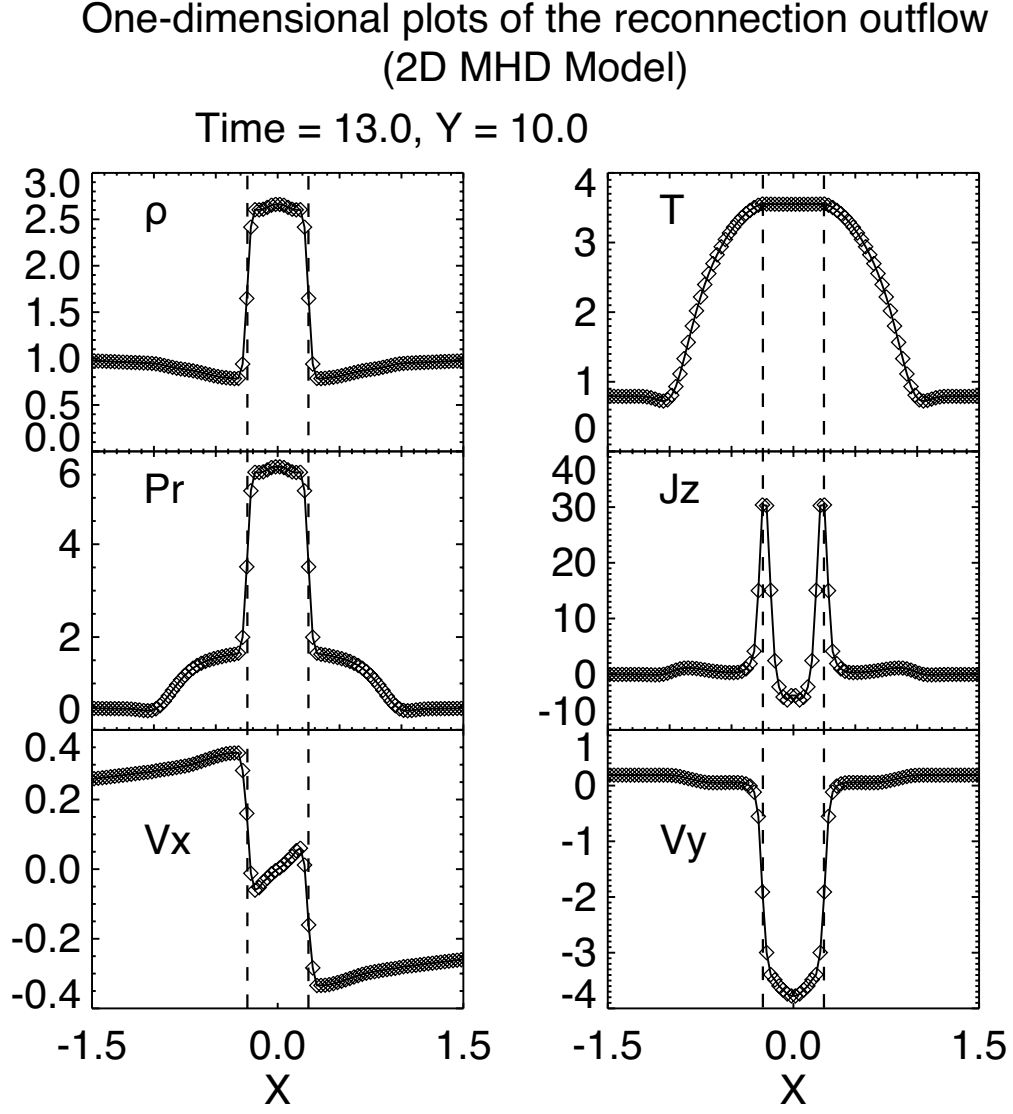 One-dimensional plots of the reconnection outflow
(2D MHD Model)
Time = 13.0, Y = 10.0
3.0
2.5
2.0
1.5
1.0
0.5
0.0
ρ
4
3
2
1
0
T
6
4
2
0
Pr
40
30
20
10
0
-10
Jz
0.4
0.2
0.0
-0.2
-0.4
Vx
1
0
-1
-2
-3
-4
Vy
-1.5 0.0 1.5
X
-1.5 0.0 1.5
X